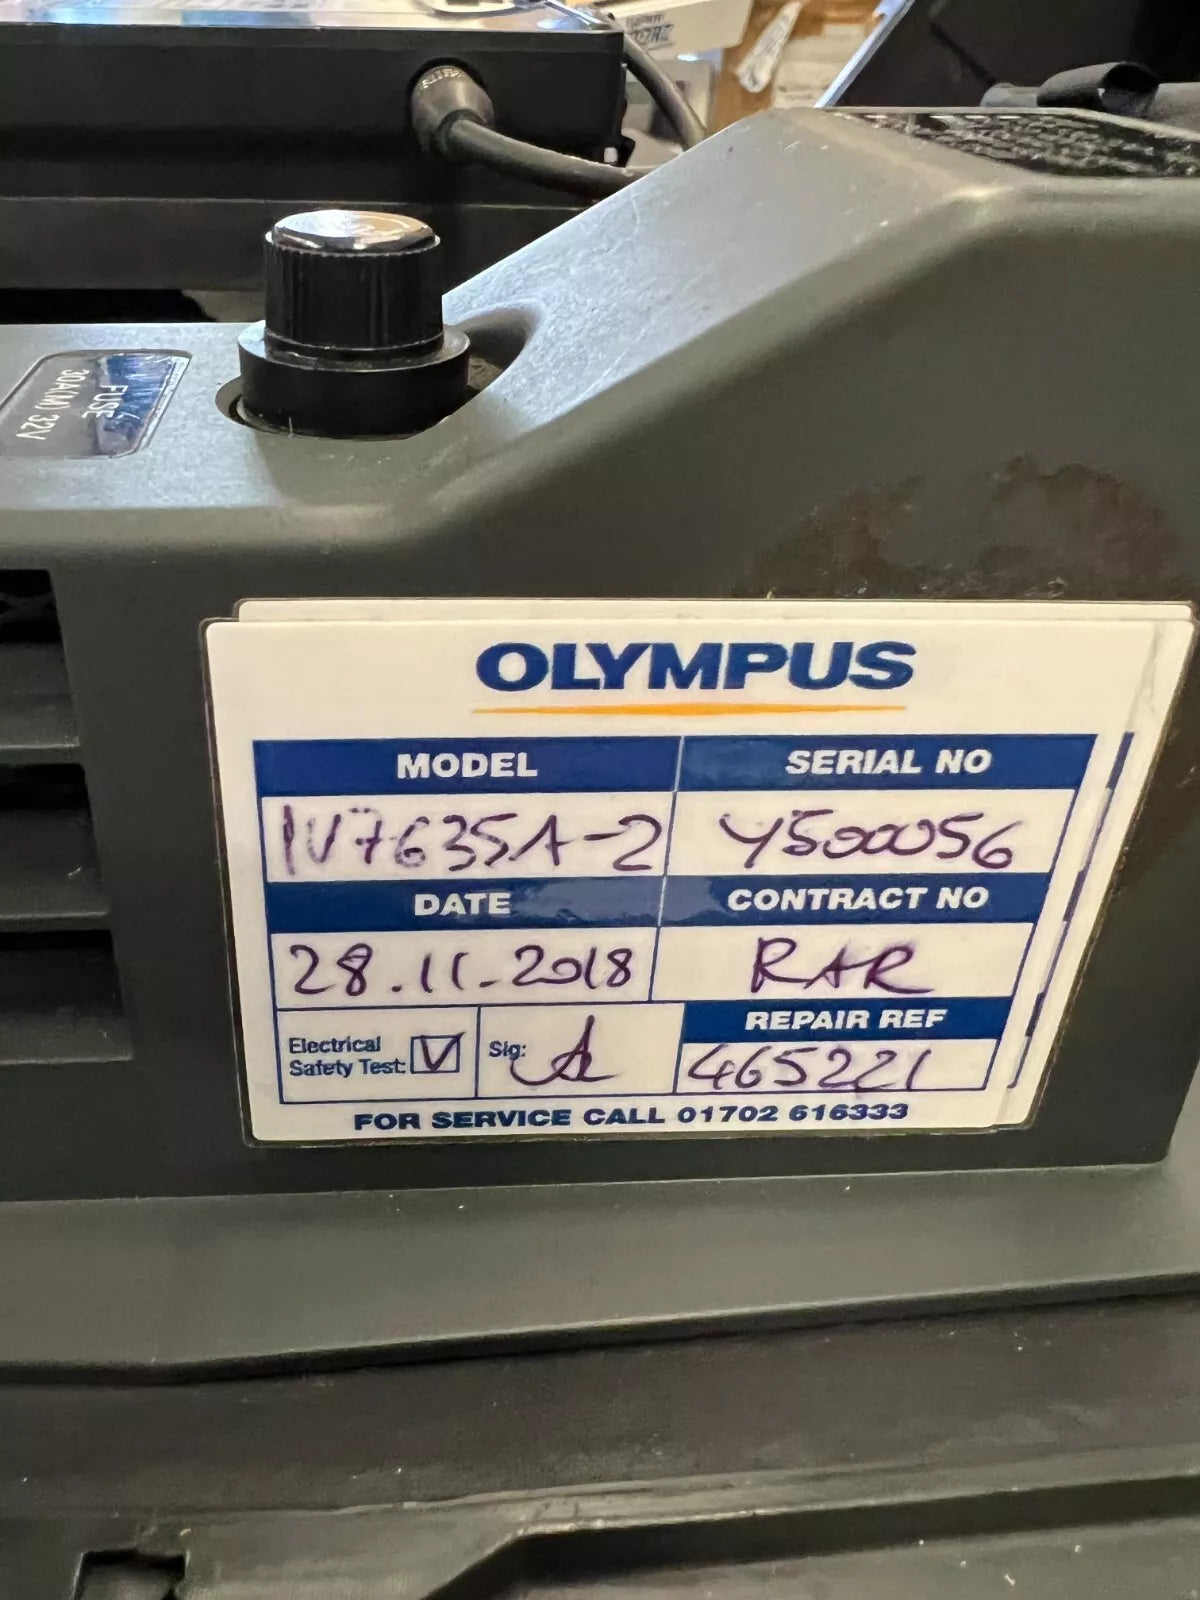 FUSE
30A(M) 32V
OLYMPUS
MODEL
SERIAL NO
IV7635A-2
Y500056
DATE
CONTRACT NO
28.11.2018
RAR
REPAIR REF
Electrical
Safety Test:
Sig:
465221
FOR SERVICE CALL 01702 616333